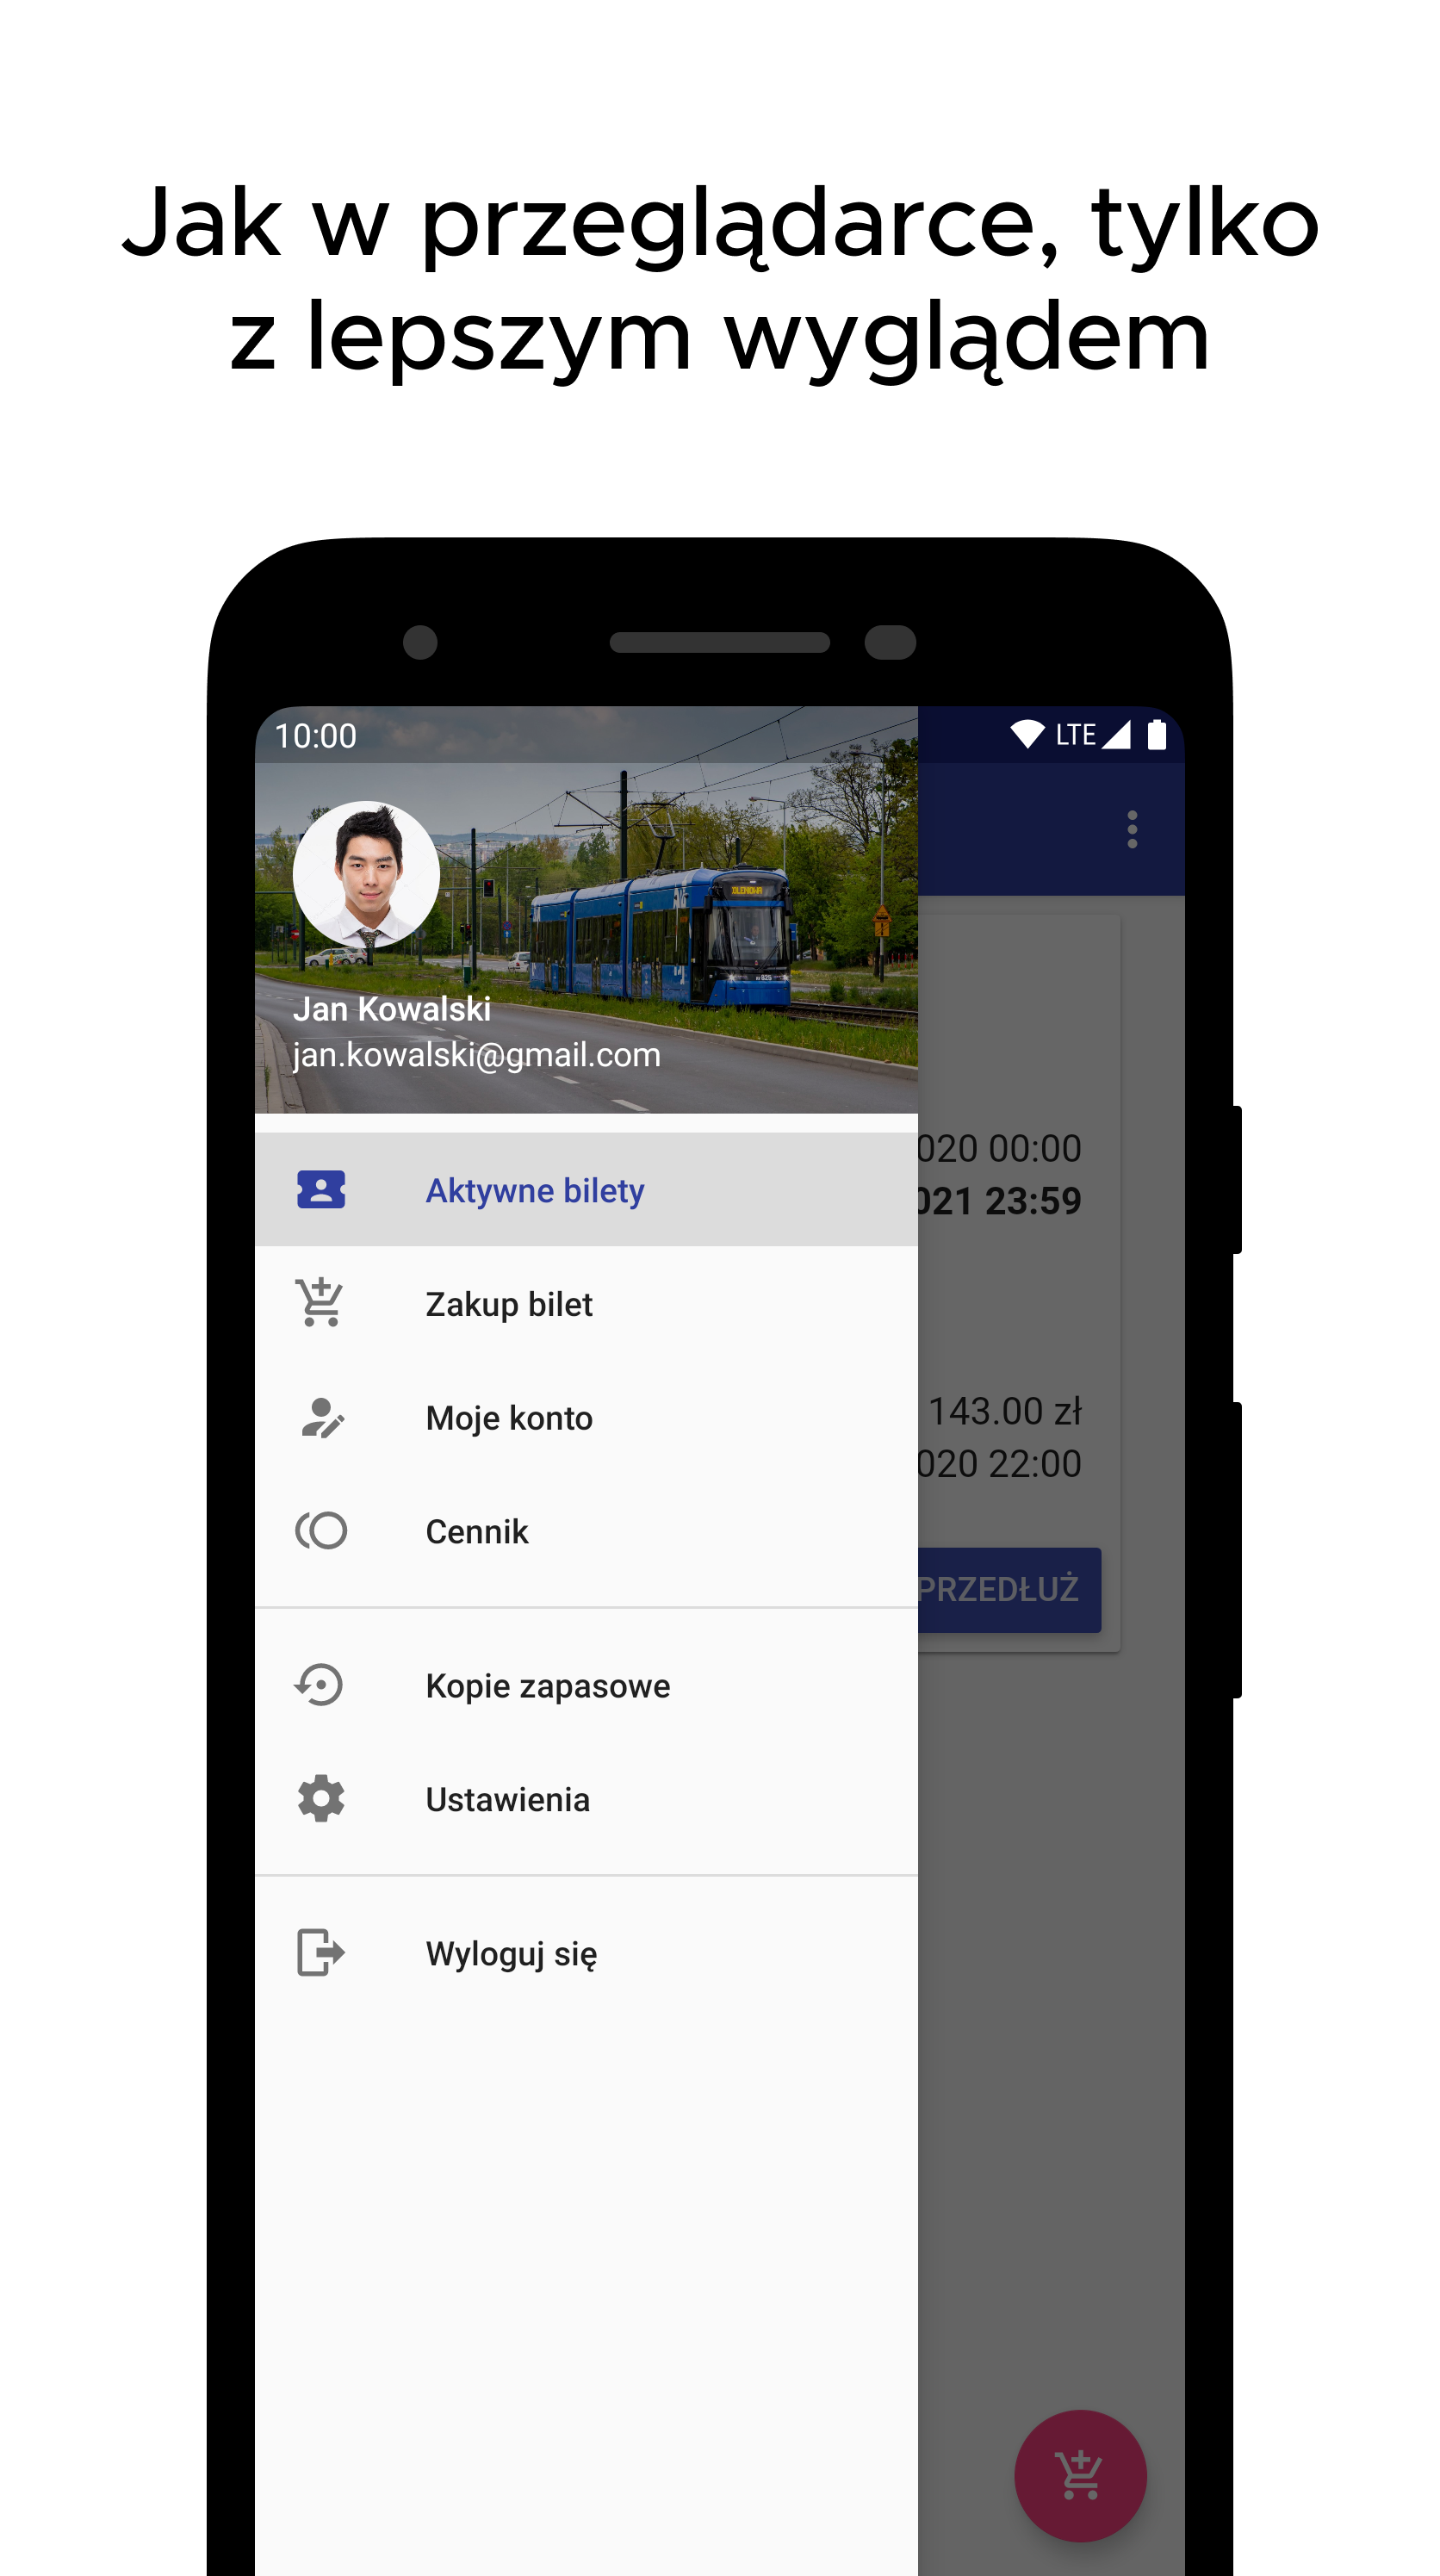 Jak w przeglądarce, tylko
z lepszym wyglądem
10:00
LTE
Jan Kowalski
jan.kowalski@gmail.com
020 00:00
Aktywne bilety
021 23:59
Zakup bilet
Moje konto
143.00 zł
020 22:00
Cennik
PRZEDŁUŻ
Kopie zapasowe
Ustawienia
Wyloguj się